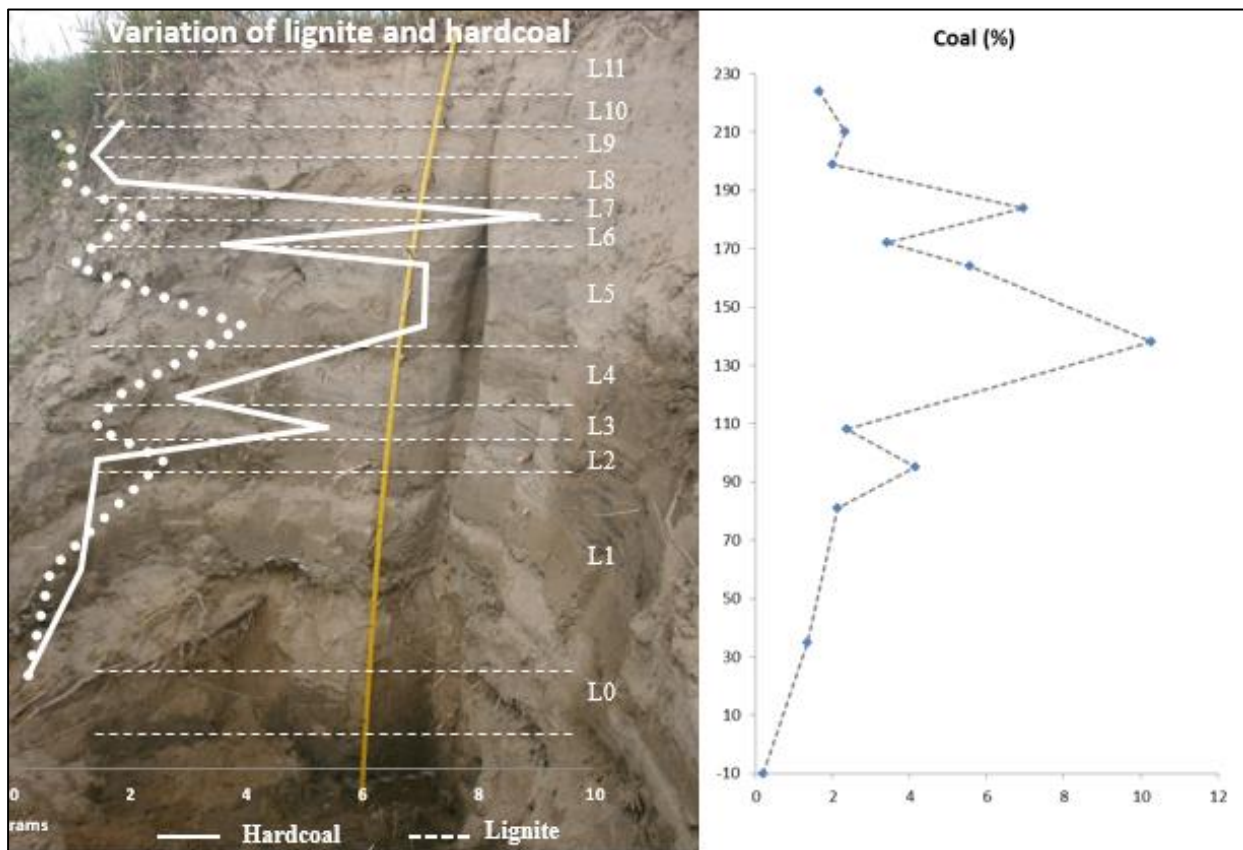 Variation of lignite and hardcoal
L11
L10
L9
L8
L7
L6
L5
L4
L3
L2
L1
L0
0 2 4 6 8 10
rams
Hardcoal Lignite
Coal (%)
230
210
190
170
150
130
110
90
70
50
30
10
-10
0 2 4 6 8 10 12